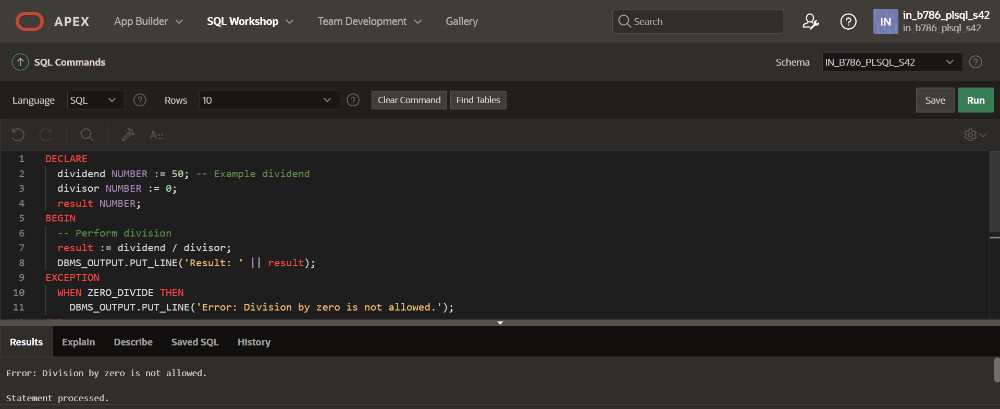 APEX App Builder SQL Workshop Team Development Gallery Search ? IN in_b786_plsql_s42
in_b786_plsql_s42
SQL Commands Schema IN_B786_PLSQL_S42 ?
Language SQL ? Rows 10 ? Clear Command Find Tables Save Run
A::
1 DECLARE
2 dividend NUMBER := 50; -- Example dividend
3 divisor NUMBER := 0;
4 result NUMBER;
5 BEGIN
6 -- Perform division
7 result := dividend / divisor;
8 DBMS_OUTPUT.PUT_LINE('Result: ' || result);
9 EXCEPTION
10 WHEN ZERO_DIVIDE THEN
11 DBMS_OUTPUT.PUT_LINE('Error: Division by zero is not allowed.');
Results Explain Describe Saved SQL History
Error: Division by zero is not allowed.
Statement processed.